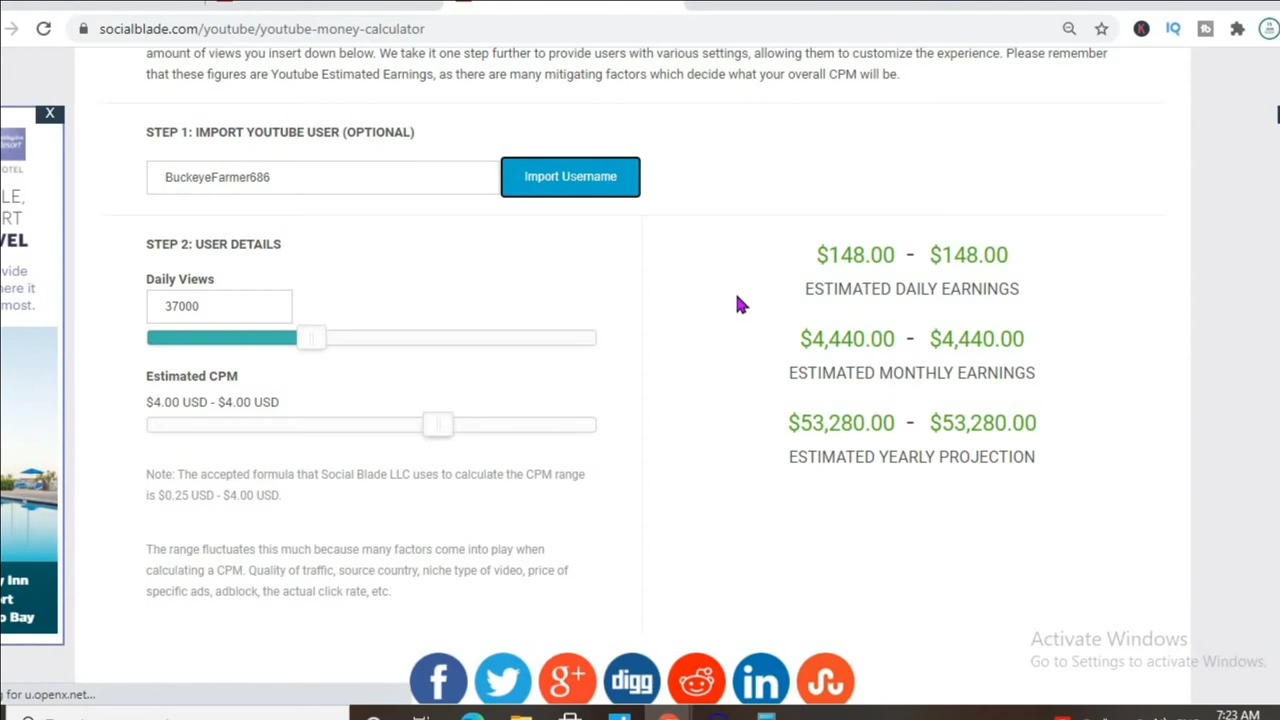 socialblade.com/youtube/youtube-money-calculator
amount of views you insert down below. We take it one step further to provide users with various settings, allowing them to customize the experience. Please remember
that these figures are Youtube Estimated Earnings, as there are many mitigating factors which decide what your overall CPM will be.
X
STEP 1: IMPORT YOUTUBE USER (OPTIONAL)
BuckeyeFarmer686
Import Username
STEP 2: USER DETAILS
Daily Views
37000
Estimated CPM
$4.00 USD - $4.00 USD
Note: The accepted formula that Social Blade LLC uses to calculate the CPM range
is $0.25 USD - $4.00 USD.
The range fluctuates this much because many factors come into play when
calculating a CPM. Quality of traffic, source country, niche type of video, price of
specific ads, adblock, the actual click rate, etc.
$148.00 - $148.00
ESTIMATED DAILY EARNINGS
$4,440.00 - $4,440.00
ESTIMATED MONTHLY EARNINGS
$53,280.00 - $53,280.00
ESTIMATED YEARLY PROJECTION
Activate Windows
Go to Settings to activate Windows.
digg
g for u.openx.net...
7:23 AM